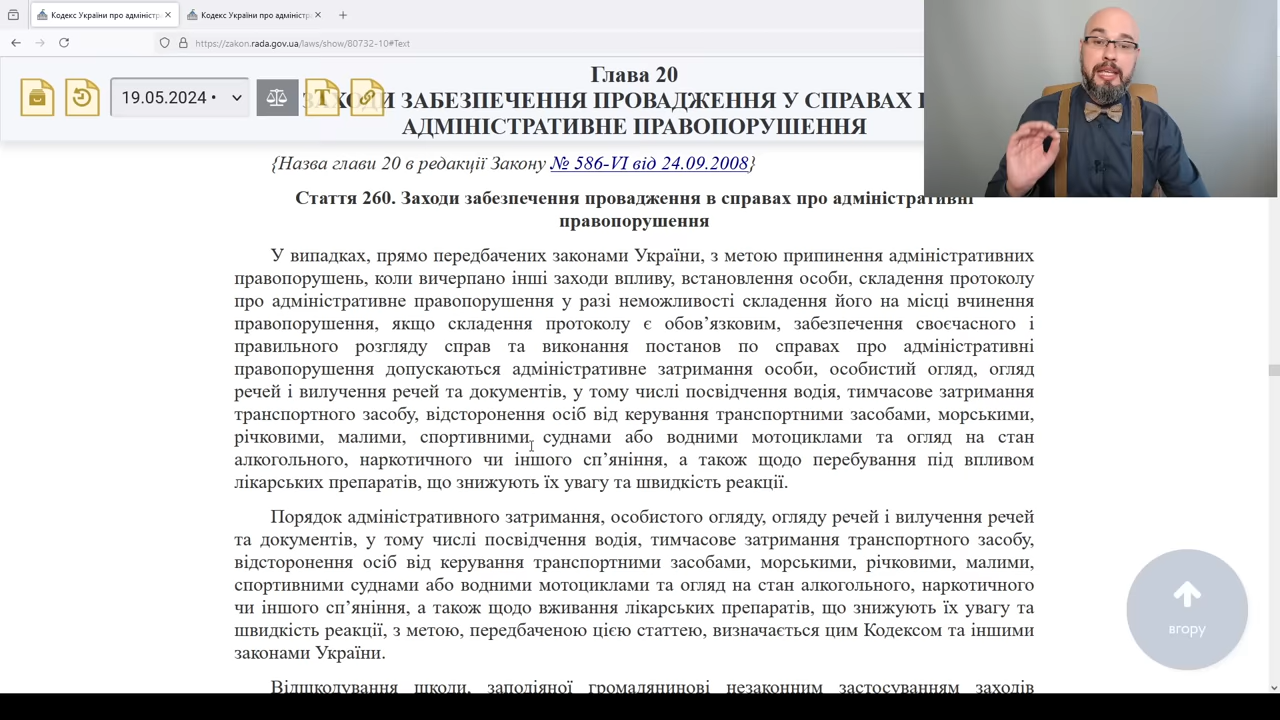 Кодекс України про адміністр
Кодекс України про адміністр
https://zakon.rada.gov.ua/laws/show/80732-10#Text
Глава 20
ЗАХОДИ ЗАБЕЗПЕЧЕННЯ ПРОВАДЖЕННЯ У СПРАВАХ
19.05.2024 •
АДМІНІСТРАТИВНЕ ПРАВОПОРУШЕННЯ
{Назва глави 20 в редакції Закону № 586-VI від 24.09.2008}
Стаття 260. Заходи забезпечення провадження в справах про адміністративні
правопорушення
У випадках, прямо передбачених законами України, з метою припинення адміністративних
правопорушень, коли вичерпано інші заходи впливу, встановлення особи, складення протоколу
про адміністративне правопорушення у разі неможливості складення його на місці вчинення
правопорушення, якщо складення протоколу є обов’язковим, забезпечення своєчасного і
правильного розгляду справ та виконання постанов по справах про адміністративні
правопорушення допускаються адміністративне затримання особи, особистий огляд, огляд
речей і вилучення речей та документів, у тому числі посвідчення водія, тимчасове затримання
транспортного засобу, відсторонення осіб від керування транспортними засобами, морськими,
річковими, малими, спортивними суднами або водними мотоциклами та огляд на стан
алкогольного, наркотичного чи іншого сп’яніння, а також щодо перебування під впливом
лікарських препаратів, що знижують їх увагу та швидкість реакції.
Порядок адміністративного затримання, особистого огляду, огляду речей і вилучення речей
та документів, у тому числі посвідчення водія, тимчасове затримання транспортного засобу,
відсторонення осіб від керування транспортними засобами, морськими, річковими, малими,
спортивними суднами або водними мотоциклами та огляд на стан алкогольного, наркотичного
чи іншого сп’яніння, а також щодо вживання лікарських препаратів, що знижують їх увагу та
швидкість реакції, з метою, передбаченою цією статтею, визначається цим Кодексом та іншими
законами України.
вгору
Відшкодування шкоди, заподіяної громадянинові незаконним застосуванням заходів